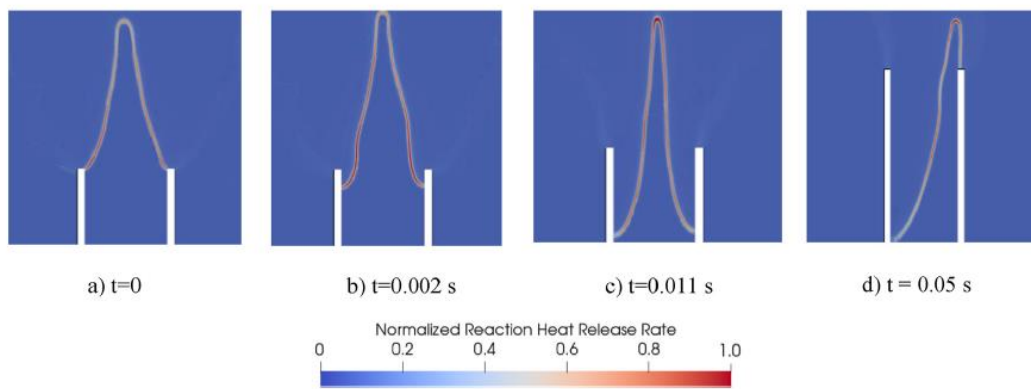 a) t=0
b) t=0.002 s
c) t=0.011 s
d) t = 0.05 s
Normalized Reaction Heat Release Rate
0 0.2 0.4 0.6 0.8 1.0